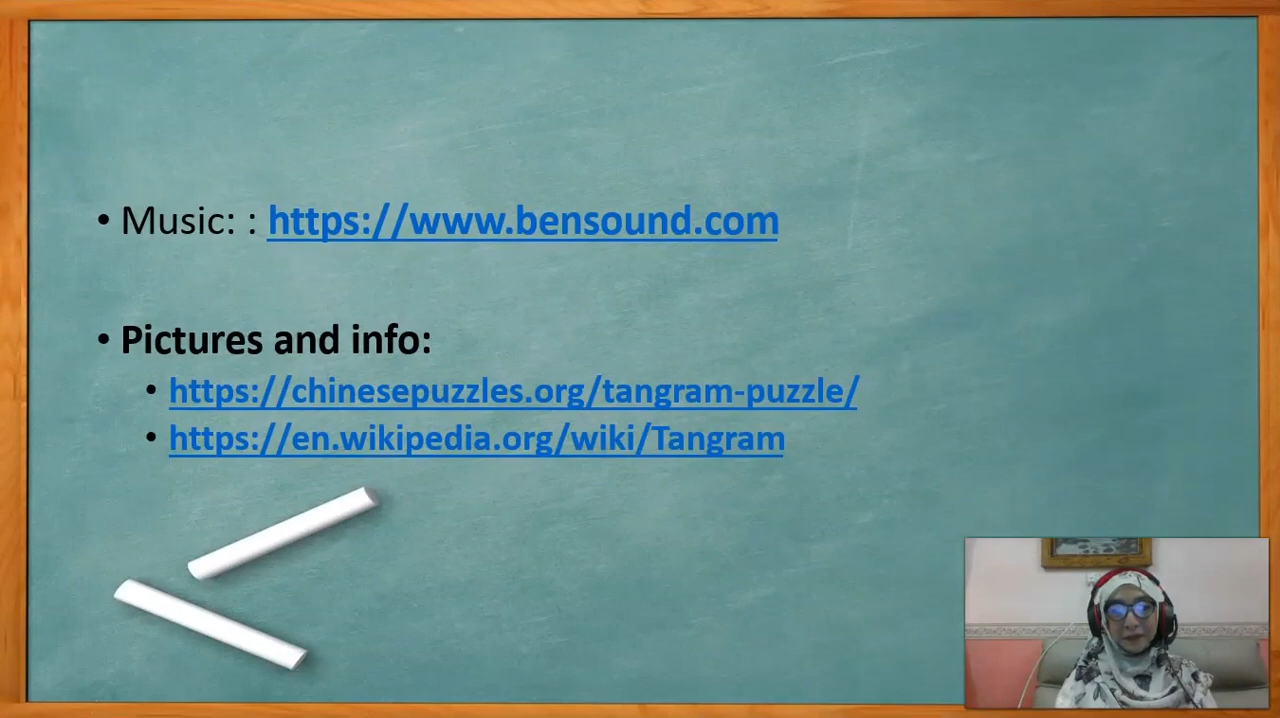 • Music: : https://www.bensound.com
• Pictures and info:
• https://chinesepuzzles.org/tangram-puzzle/
• https://en.wikipedia.org/wiki/Tangram